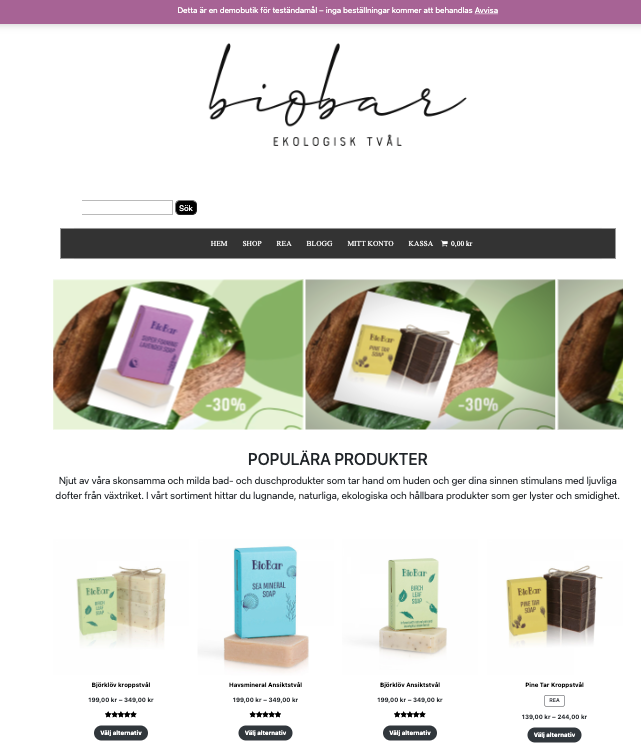 Detta är en demobutik för teständamål – inga beställningar kommer att behandlas Avvisa
biobar
EKOLOGISK TVÅL
Sök
HEM SHOP REA BLOGG MITT KONTO KASSA 0,00 kr
BioBar
SUPER FOAMING
LAVENDER SOAP
-30%
BioBar
PINE TAR
SOAP
-30%
POPULÄRA PRODUKTER
Njut av våra skonsamma och milda bad- och duschprodukter som tar hand om huden och ger dina sinnen stimulans med ljuvliga
dofter från växtriket. I vårt sortiment hittar du lugnande, naturliga, ekologiska och hållbara produkter som ger lyster och smidighet.
BioBar
BIRCH
LEAF
SOAP
BioBar
SEA MINERAL
SOAP
BioBar
BIRCH
LEAF
SOAP
BioBar
PINE TAR
SOAP
Björklöv kroppstvål
199,00 kr – 349,00 kr
Välj alternativ
Havsmineral Ansiktstvål
199,00 kr – 349,00 kr
Välj alternativ
Björklöv Ansiktstvål
199,00 kr – 349,00 kr
Välj alternativ
Pine Tar Kroppstvål
REA
139,00 kr – 244,00 kr
Välj alternativ